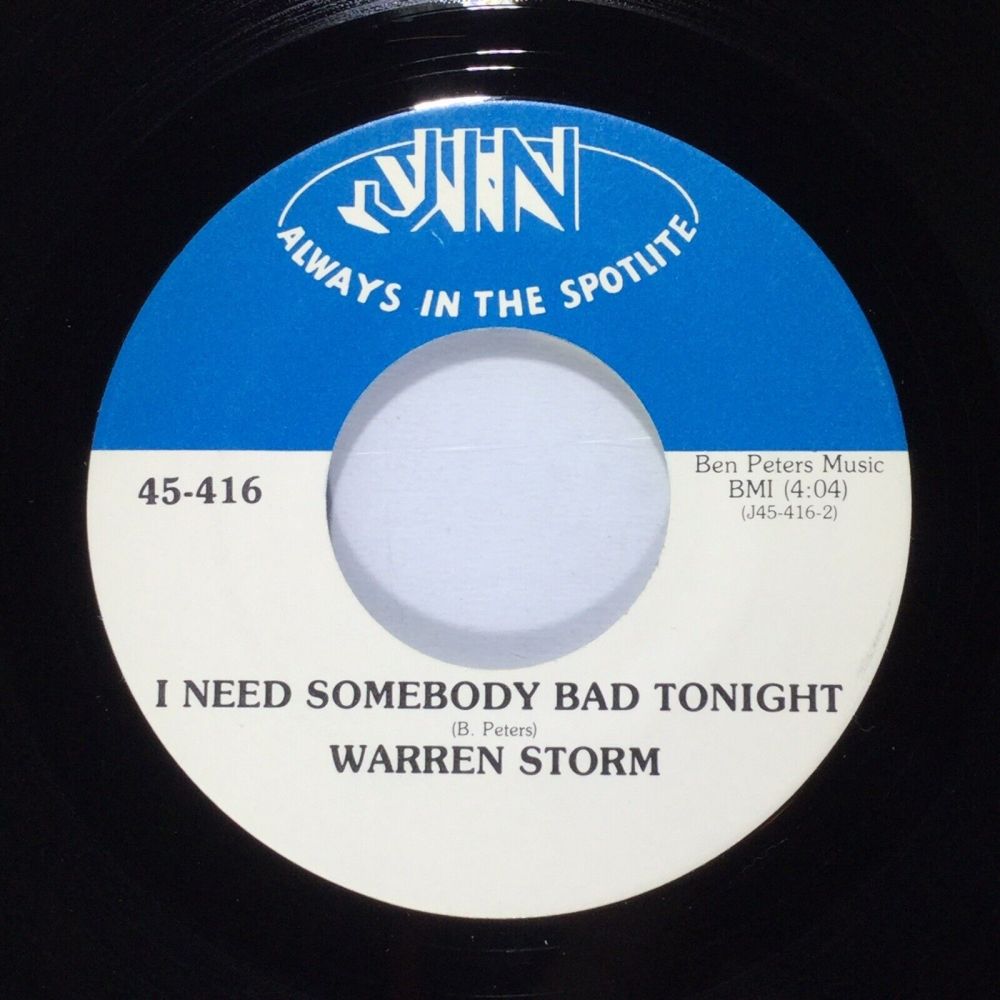 JIN
ALWAYS IN THE SPOTLITE
45-416
Ben Peters Music
BMI (4:04)
(J45-416-2)
I NEED SOMEBODY BAD TONIGHT
(B. Peters)
WARREN STORM